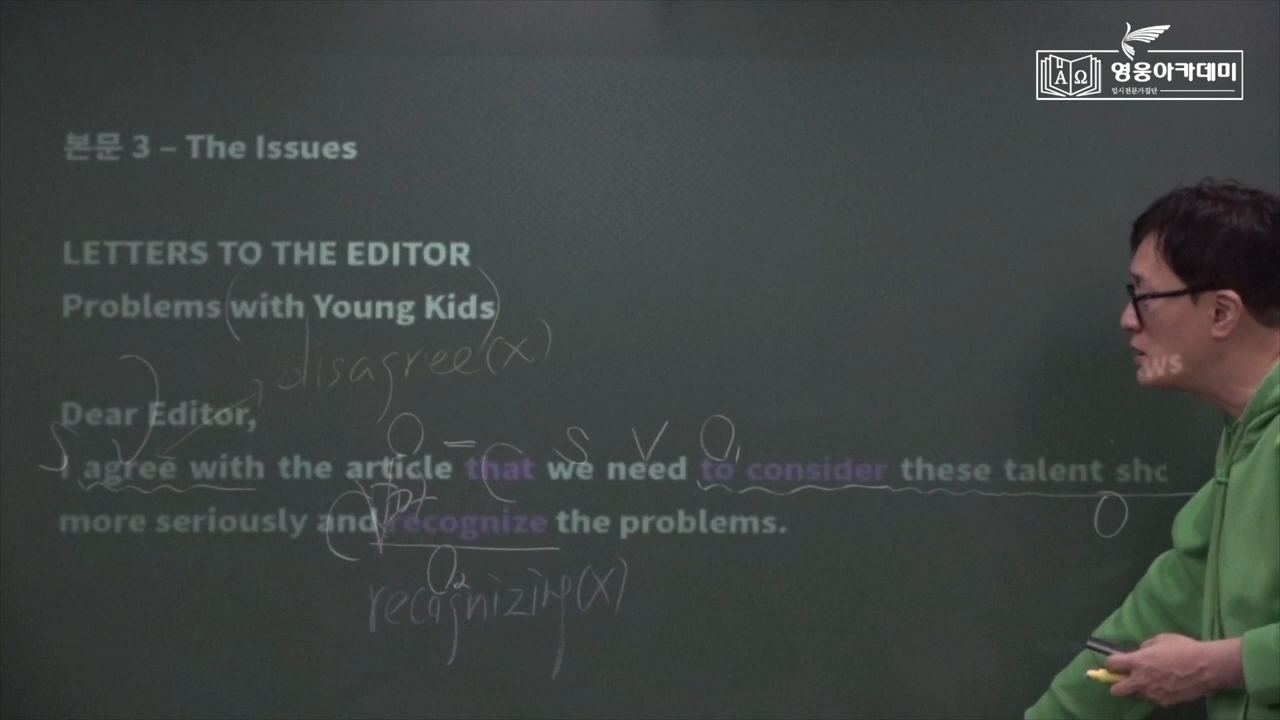 영웅아카데미
입시전문가집단
본문 3 – The Issues
LETTERS TO THE EDITOR
Problems with Young Kids
disagree(x)
Dear Editor,
S V O = C S V O₁
I agree with the article that we need to consider these talent sho
ws
O
more seriously and recognize the problems.
O₂
recognizing(x)